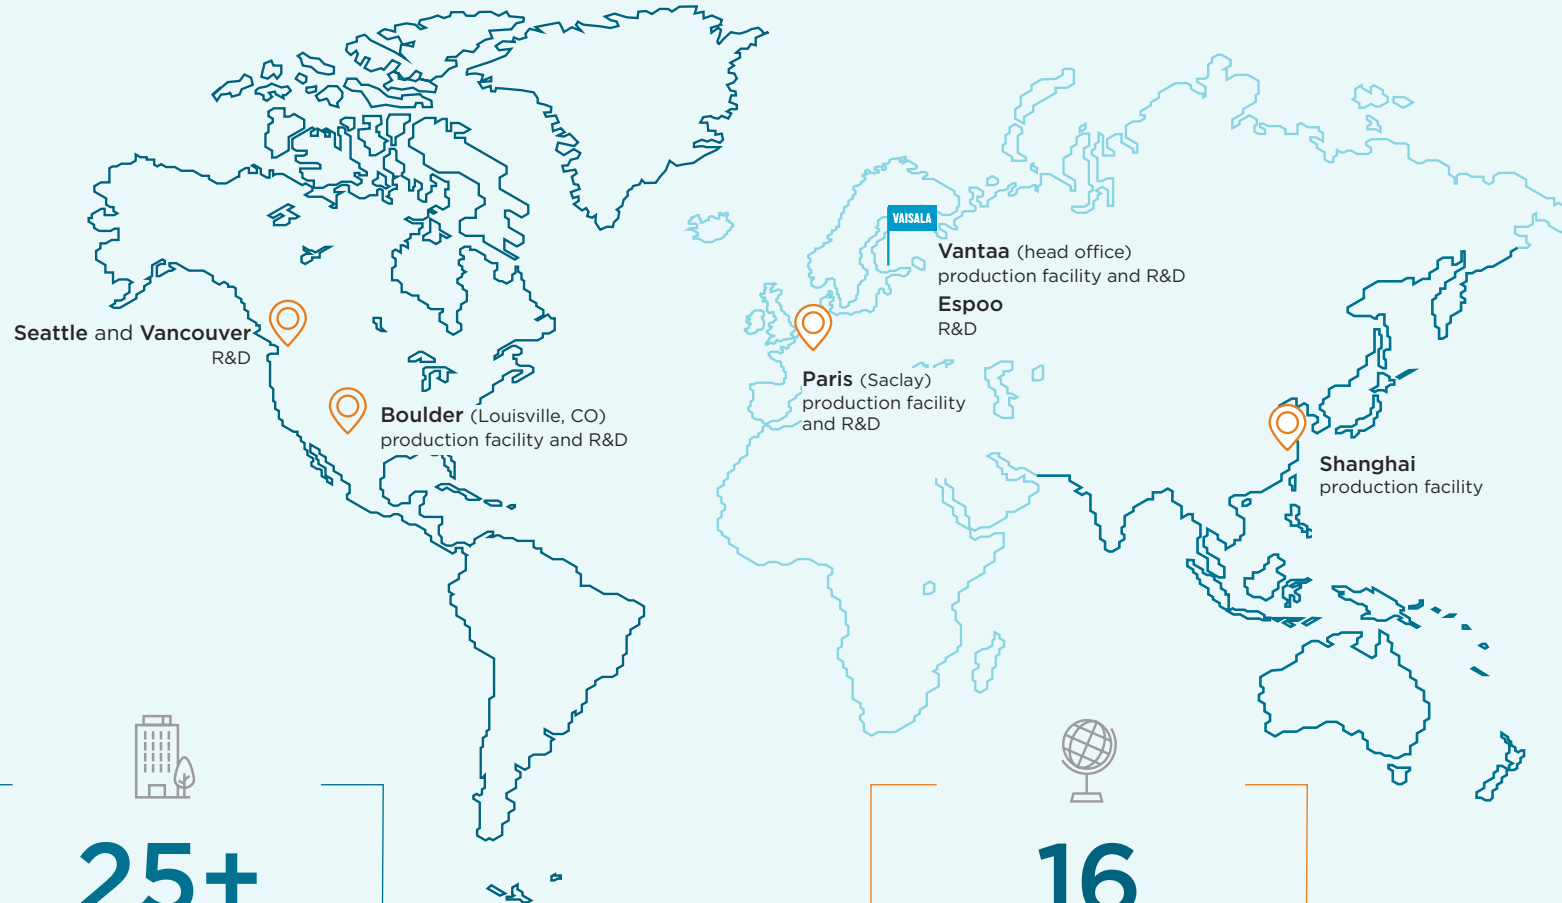 VAISALA
Vantaa (head office)
production facility and R&D
Espoo
R&D
Seattle and Vancouver
R&D
Boulder (Louisville, CO)
production facility and R&D
Paris (Saclay)
production facility
and R&D
Shanghai
production facility
25+
16